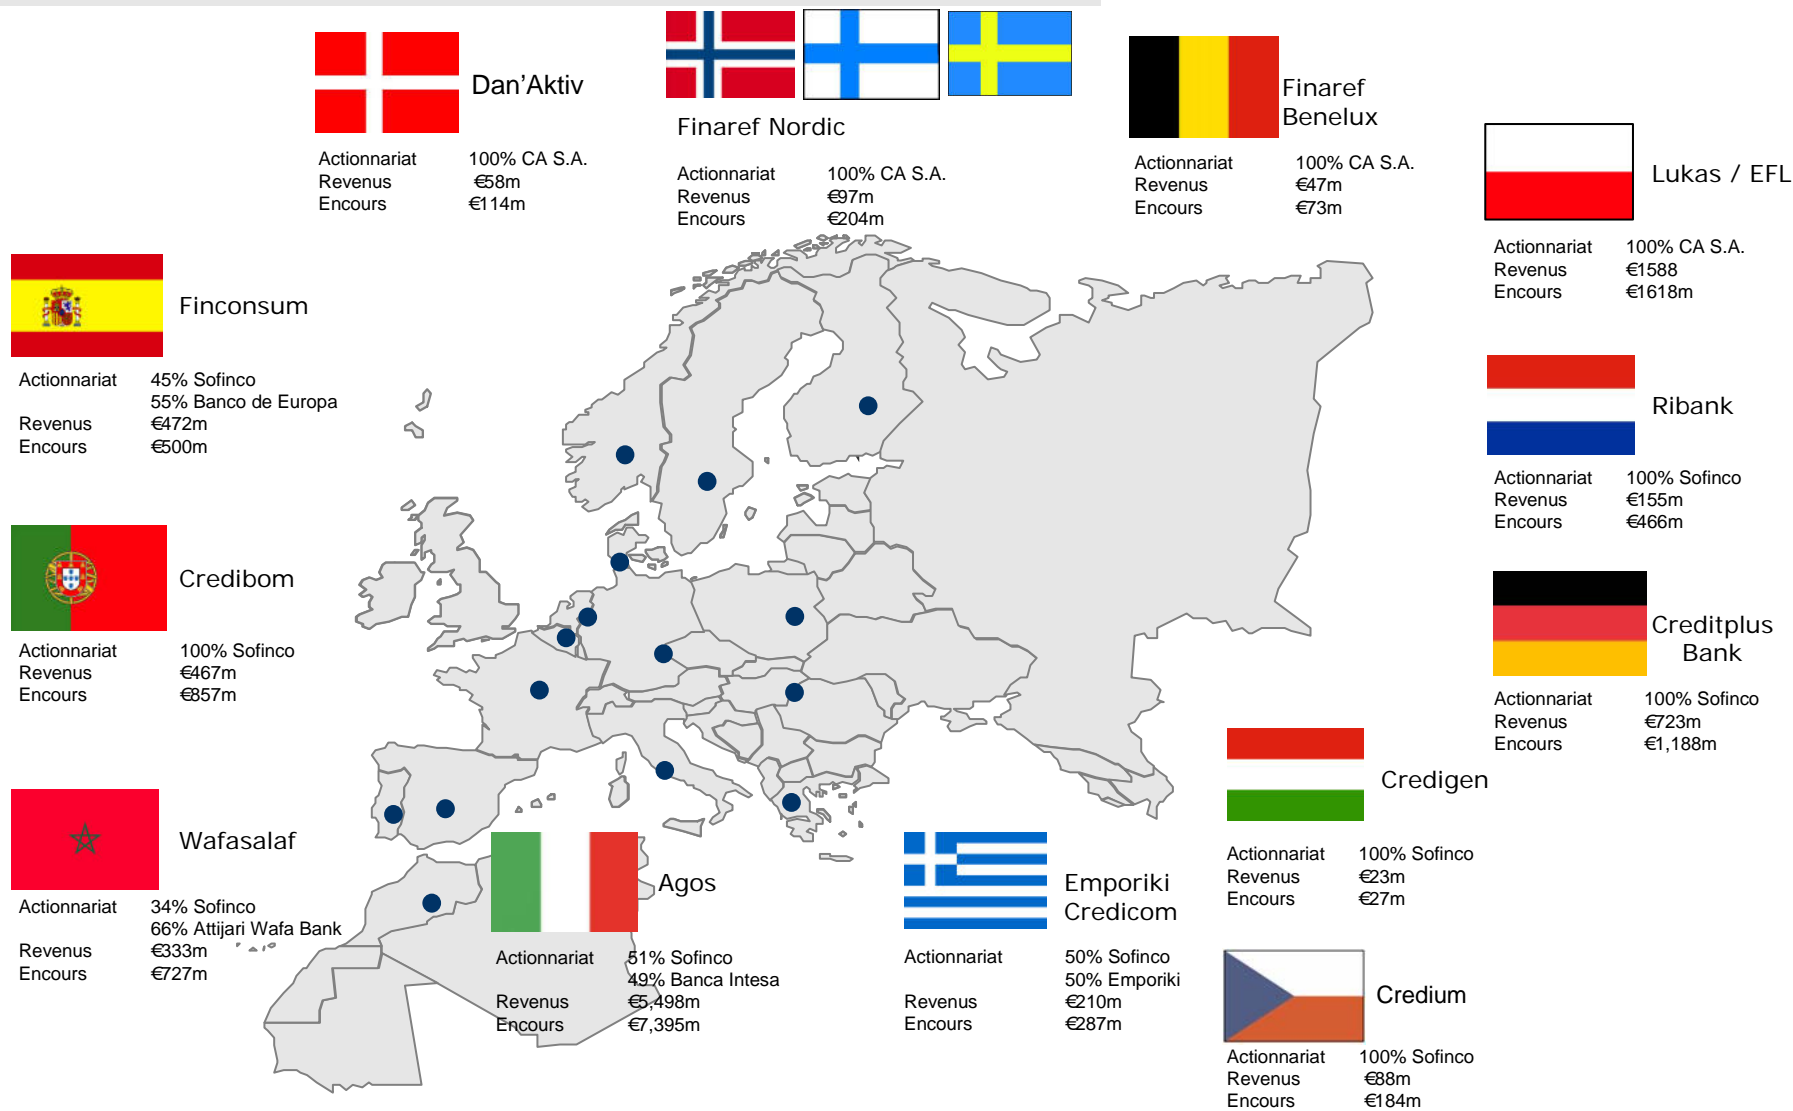 Dan'Aktiv
Actionnariat 100% CA S.A.
Revenus €58m
Encours €114m
Finaref Nordic
Actionnariat 100% CA S.A.
Revenus €97m
Encours €204m
Finaref
Benelux
Actionnariat 100% CA S.A.
Revenus €47m
Encours €73m
Lukas / EFL
Actionnariat 100% CA S.A.
Revenus €1588
Encours €1618m
Finconsum
Actionnariat 45% Sofinco
55% Banco de Europa
Revenus €472m
Encours €500m
Ribank
Actionnariat 100% Sofinco
Revenus €155m
Encours €466m
Credibom
Actionnariat 100% Sofinco
Revenus €467m
Encours €857m
Creditplus
Bank
Actionnariat 100% Sofinco
Revenus €723m
Encours €1,188m
Wafasalaf
Actionnariat 34% Sofinco
66% Attijari Wafa Bank
Revenus €333m
Encours €727m
Agos
Actionnariat 51% Sofinco
49% Banca Intesa
Revenus €5,498m
Encours €7,395m
Emporiki
Credicom
Actionnariat 50% Sofinco
50% Emporiki
Revenus €210m
Encours €287m
Credigen
Actionnariat 100% Sofinco
Revenus €23m
Encours €27m
Credium
Actionnariat 100% Sofinco
Revenus €88m
Encours €184m